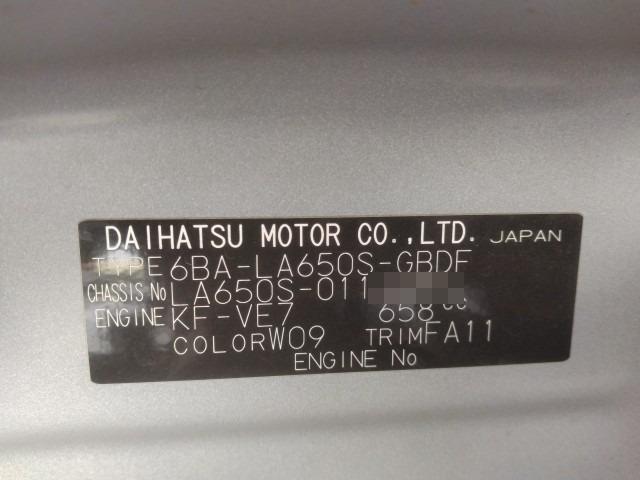 DAIHATSU MOTOR CO.,LTD. JAPAN
TYPE 6BA-LA650S-GBDF
CHASSIS No LA650S-011
ENGINE KF-VE7 658 cc
COLOR W09 TRIM FA11
ENGINE No